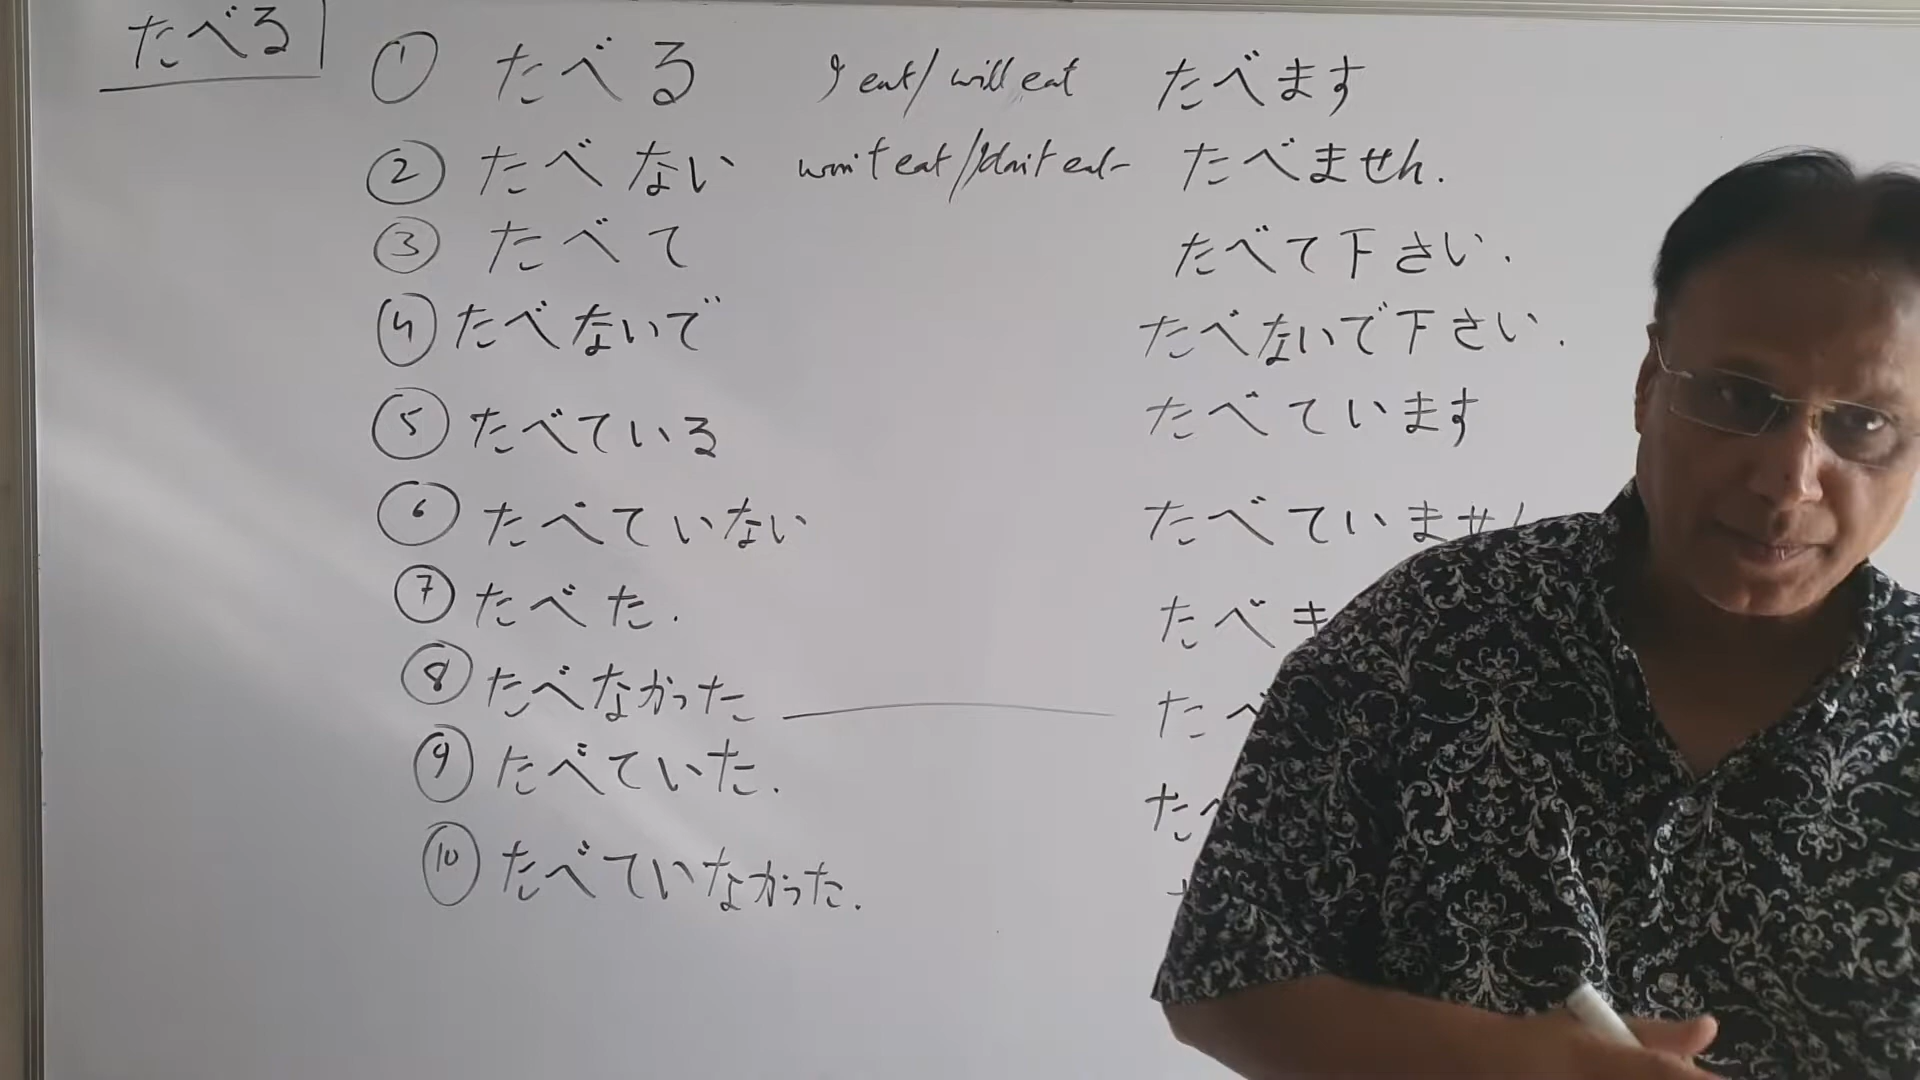 たべる
① たべる I eat/will eat たべます
② たべない won't eat/I don't eat たべません.
③ たべて たべて下さい.
④ たべないで たべないで下さい.
⑤ たべている たべています
⑥ たべていない たべていません
⑦ たべた. たべ
⑧ たべなかった たべ
⑨ たべていた. たべ
⑩ たべていなかった.